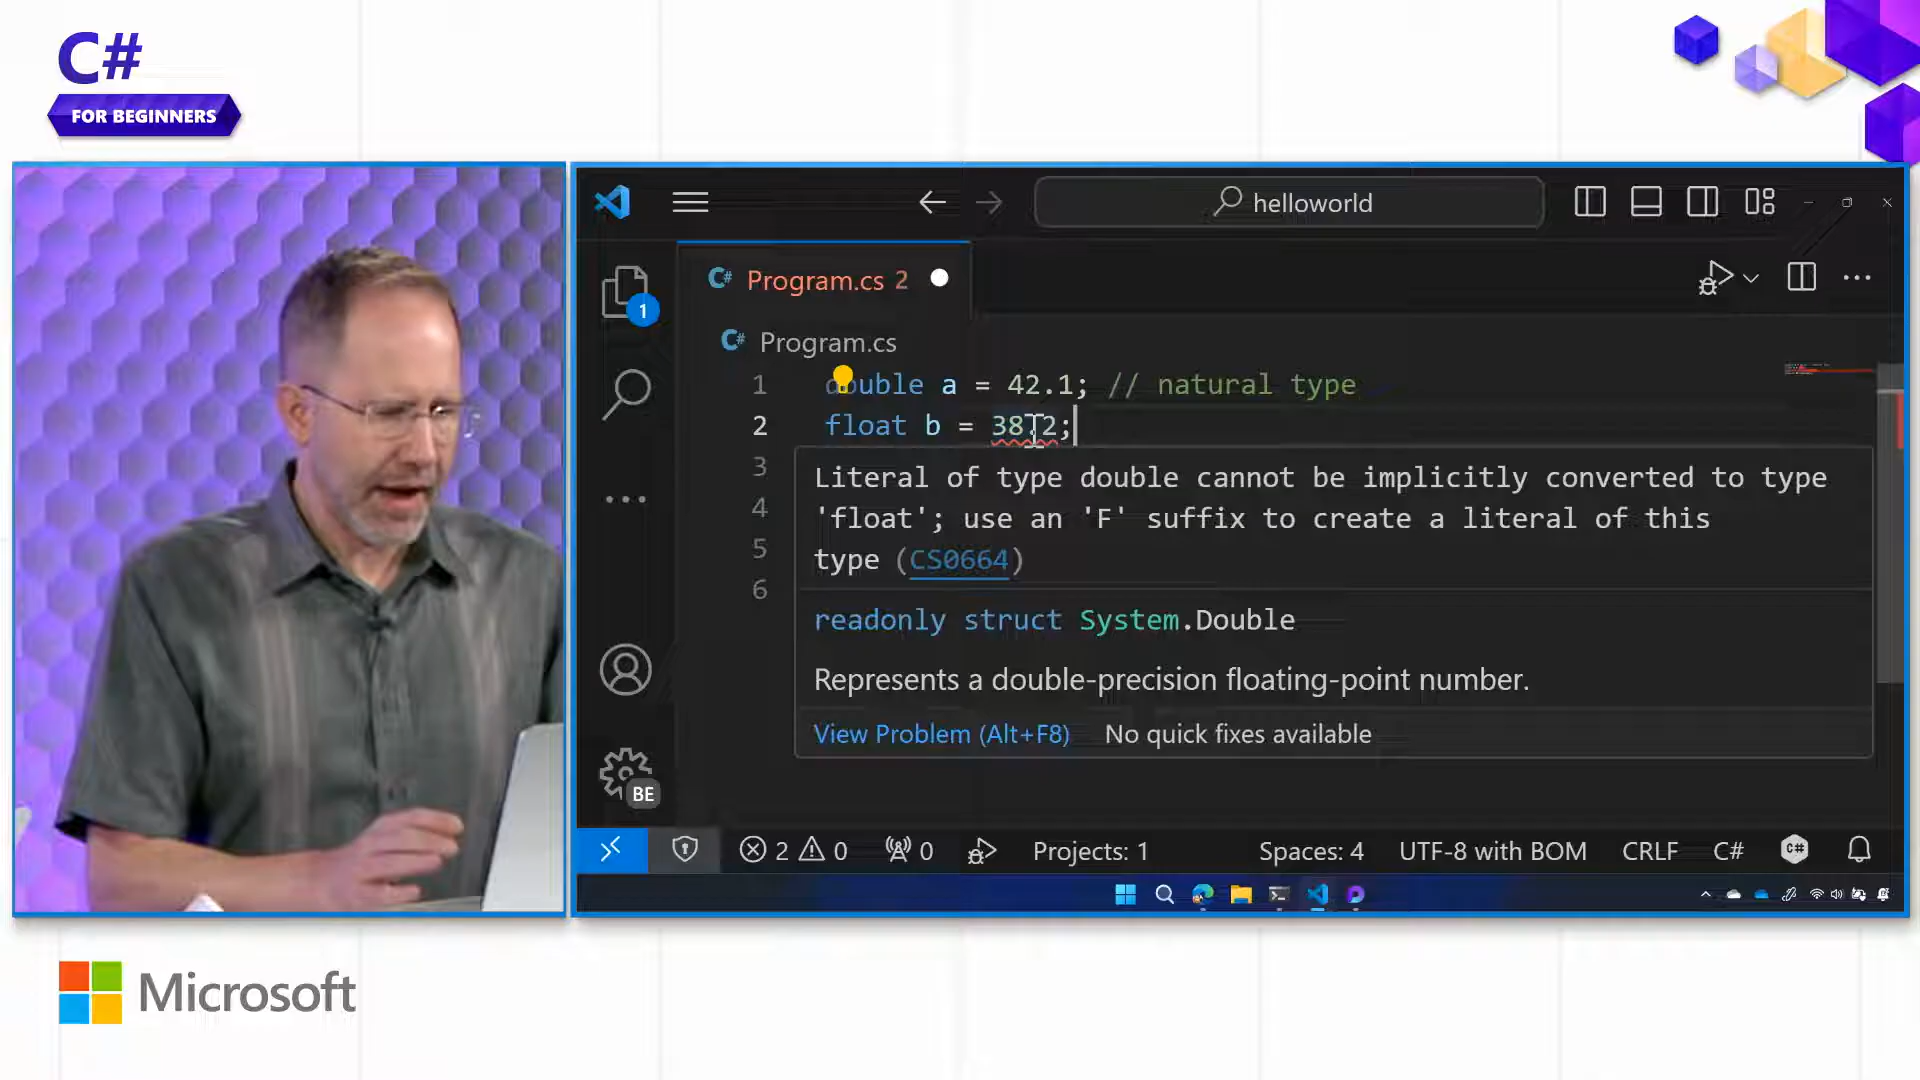 C#
FOR BEGINNERS
helloworld
C# Program.cs 2
C# Program.cs
1 double a = 42.1; // natural type
2 float b = 38.2;
3
4
5
6
Literal of type double cannot be implicitly converted to type
'float'; use an 'F' suffix to create a literal of this
type (CS0664)
readonly struct System.Double
Represents a double-precision floating-point number.
View Problem (Alt+F8) No quick fixes available
1
BE
2 0 0 Projects: 1 Spaces: 4 UTF-8 with BOM CRLF C# C#
Microsoft